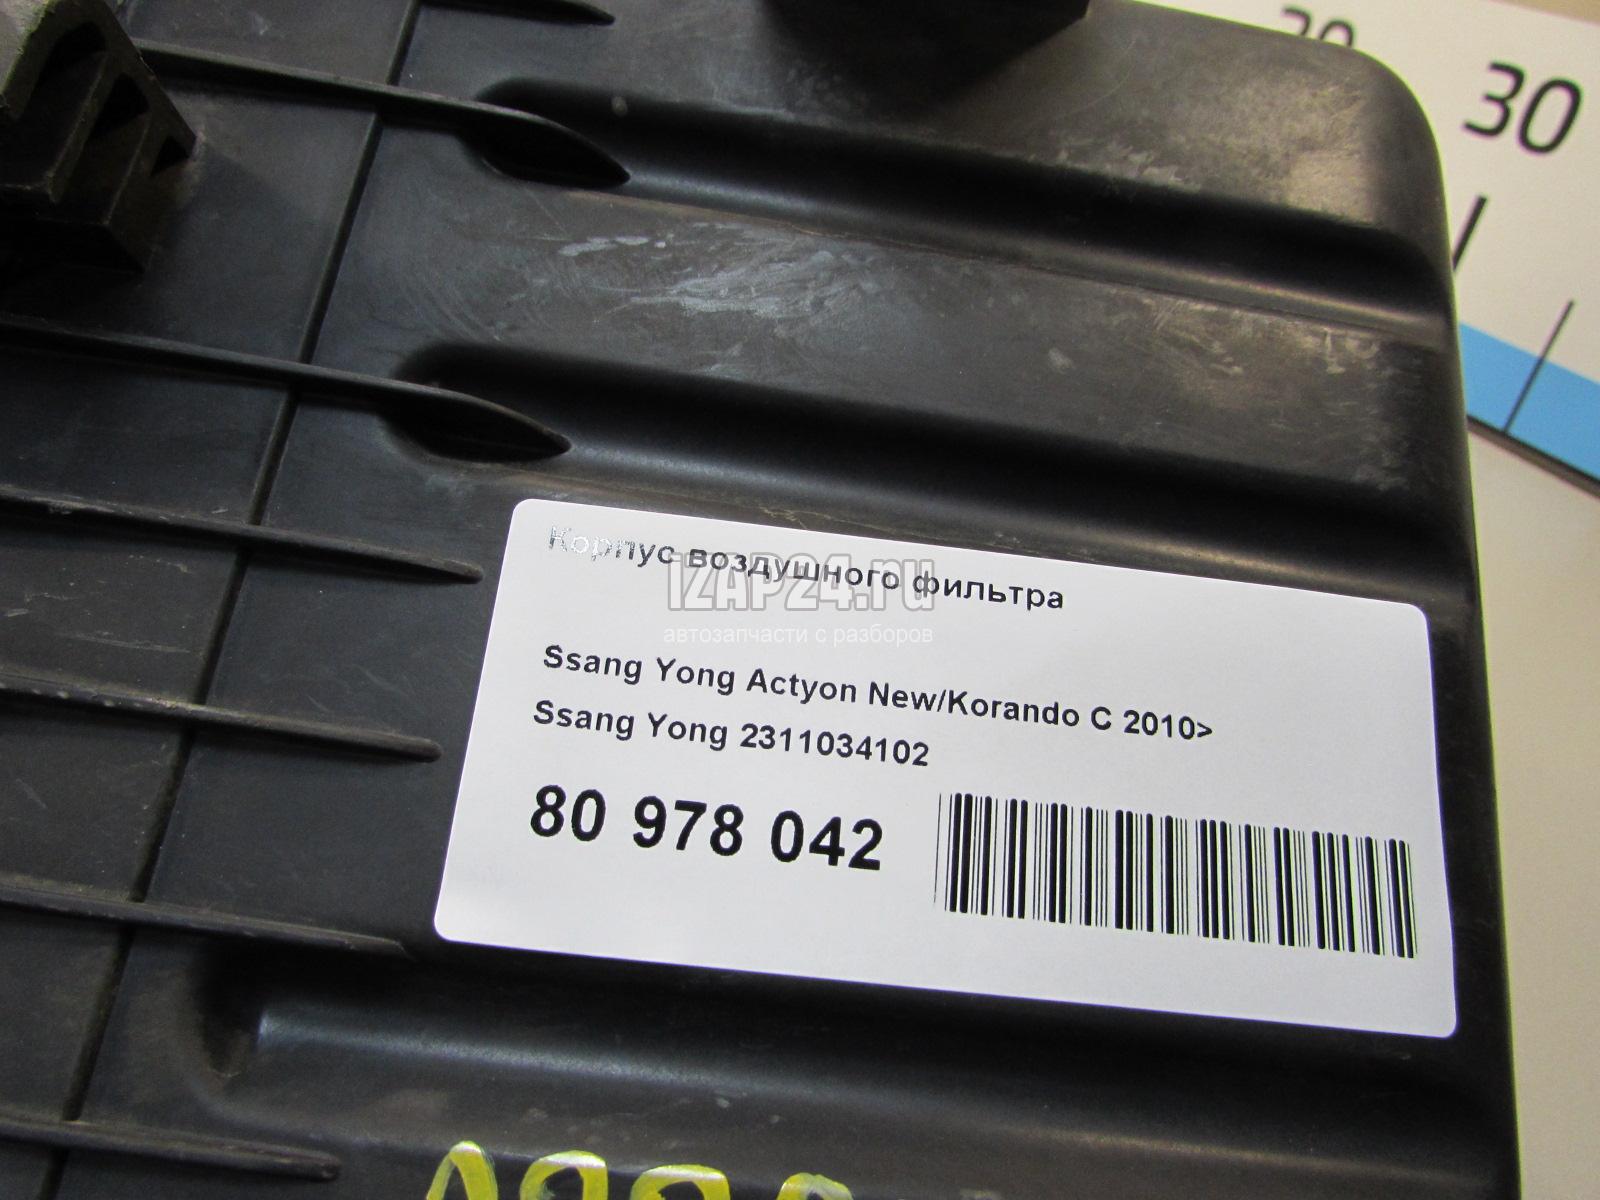 30
Корпус воздушного фильтра
iZAP24.ru
автозапчасти с разборов
Ssang Yong Actyon New/Korando C 2010>
Ssang Yong 2311034102
80 978 042